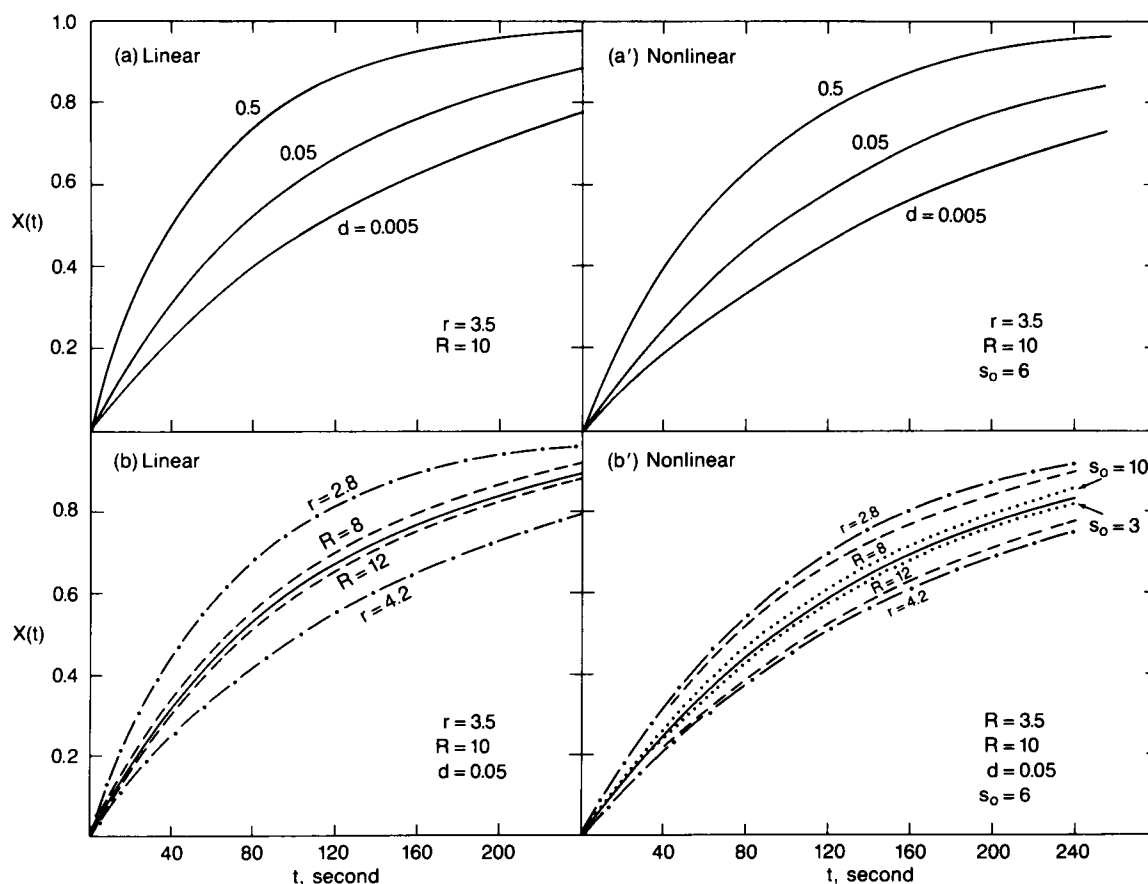 (a) Linear
1.0
0.8
0.6
0.4
0.2
X(t)
0.5
0.05
d = 0.005
r = 3.5
R = 10
(a') Nonlinear
0.5
0.05
d = 0.005
r = 3.5
R = 10
s₀ = 6
(b) Linear
0.8
0.6
0.4
0.2
X(t)
r = 2.8
R = 8
R = 12
r = 4.2
r = 3.5
R = 10
d = 0.05
40 80 120 160 200
t, second
(b') Nonlinear
s₀ = 10
s₀ = 3
r = 2.8
R = 8
R = 12
r = 4.2
R = 3.5
R = 10
d = 0.05
s₀ = 6
40 80 120 160 200 240
t, second